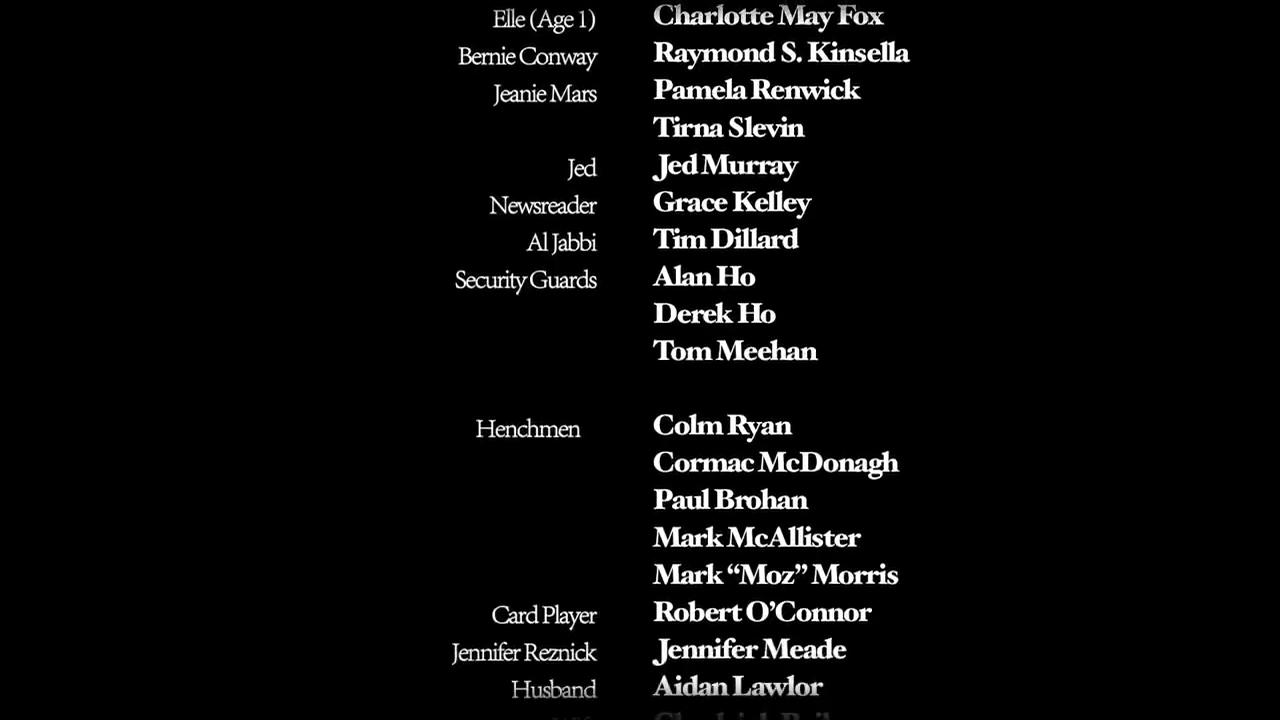 Elle (Age 1) Charlotte May Fox
Bernie Conway Raymond S. Kinsella
Jeanie Mars Pamela Renwick
Tirna Slevin
Jed Jed Murray
Newsreader Grace Kelley
Al Jabbi Tim Dillard
Security Guards Alan Ho
Derek Ho
Tom Meehan
Henchmen Colm Ryan
Cormac McDonagh
Paul Brohan
Mark McAllister
Mark “Moz” Morris
Card Player Robert O’Connor
Jennifer Reznick Jennifer Meade
Husband Aidan Lawlor